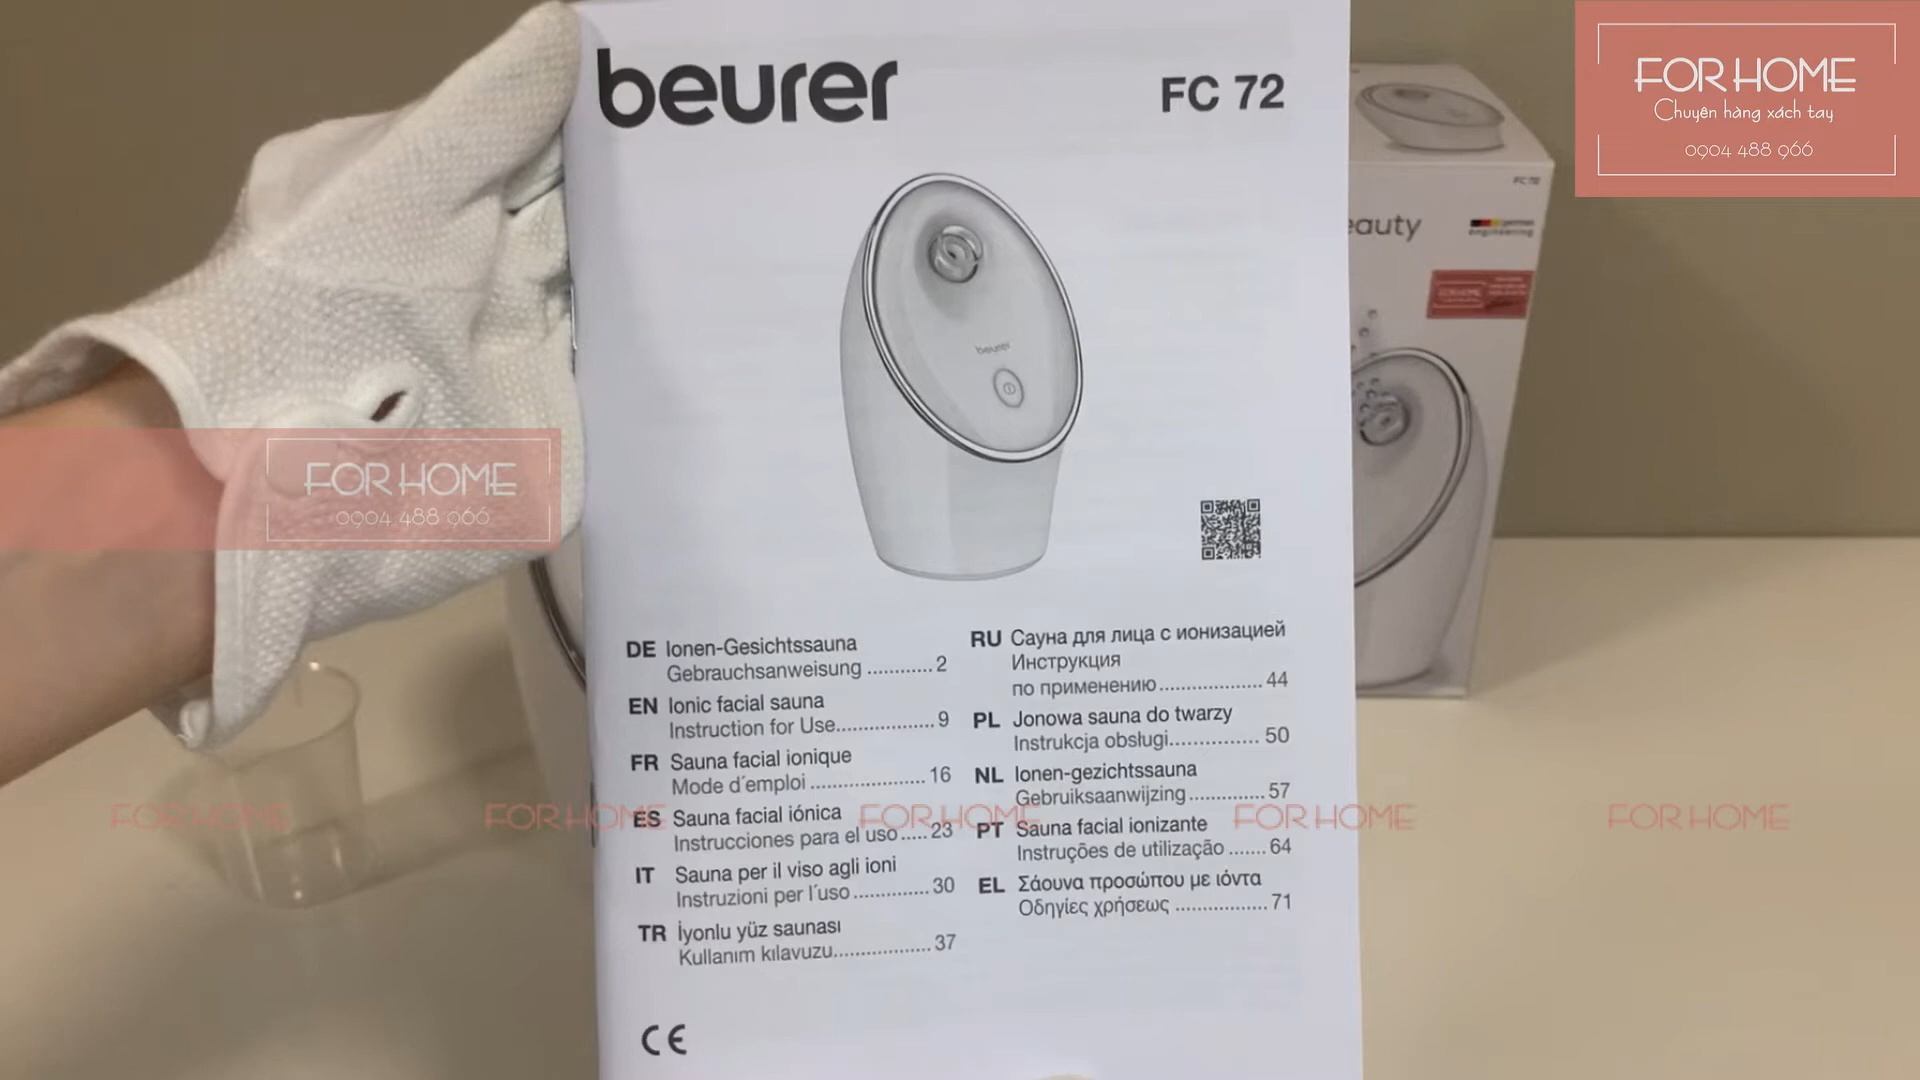 beurer
FC 72
beurer
DE Ionen-Gesichtssauna
Gebrauchsanweisung ............ 2
EN Ionic facial sauna
Instruction for Use................. 9
FR Sauna facial ionique
Mode d´emploi .................... 16
ES Sauna facial iónica
Instrucciones para el uso ..... 23
IT Sauna per il viso agli ioni
Instruzioni per l´uso ............. 30
TR İyonlu yüz saunası
Kullanım kılavuzu.................. 37
RU Сауна для лица с ионизацией
Инструкция
по применению ................... 44
PL Jonowa sauna do twarzy
Instrukcja obsługi................ 50
NL Ionen-gezichtssauna
Gebruiksaanwijzing ............. 57
PT Sauna facial ionizante
Instruções de utilização ....... 64
EL Σάουνα προσώπου με ιόντα
Οδηγίες χρήσεως ................. 71
CE
FOR HOME
Chuyên hàng xách tay
0904 488 966
FC 72
eauty
german
engineering
FOR HOME
FOR HOME
0904 488 966
FOR HOME
FOR HOME
FOR HOME
FOR HOME
FOR HOME